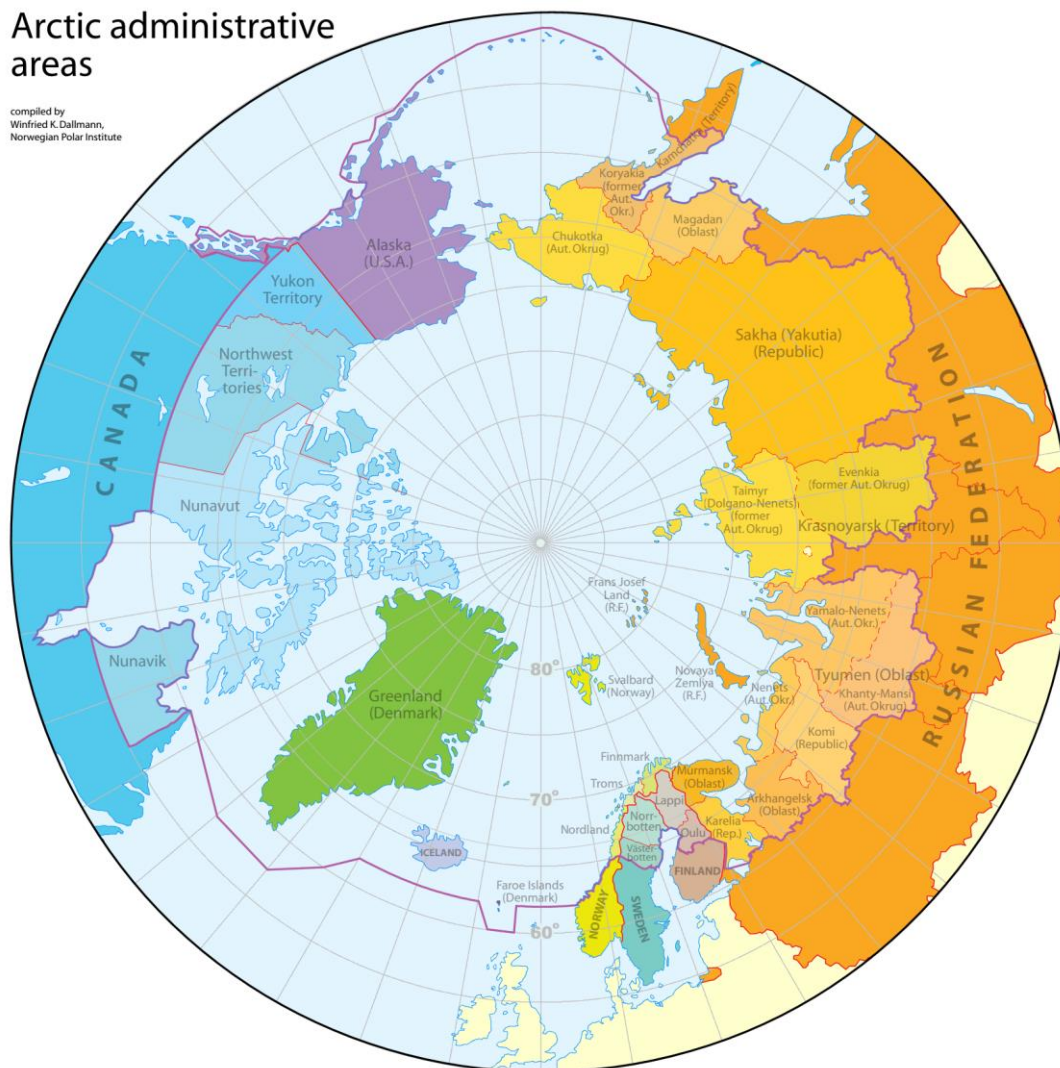 Arctic administrative
areas
compiled by
Winfried K. Dallmann,
Norwegian Polar Institute
Kamchatka (Territory)
Koryakia
(former
Aut.
Okr.)
Magadan
(Oblast)
Chukotka
(Aut. Okrug)
Alaska
(U.S.A.)
Yukon
Territory
Northwest
Terri-
tories
CANADA
Nunavut
Nunavik
Sakha (Yakutia)
(Republic)
RUSSIAN FEDERATION
Evenkia
(former Aut. Okrug)
Taimyr
(Dolgano-Nenets)
(former
Aut. Okrug)
Krasnoyarsk (Territory)
Frans Josef
Land
(R.F.)
Yamalo-Nenets
(Aut. Okr.)
Tyumen (Oblast)
Khanty-Mansi
(Aut. Okrug)
Novaya
Zemlya
(R.F.)
Nenets
(Aut. Okr.)
Komi
(Republic)
Arkhangelsk
(Oblast)
80°
Svalbard
(Norway)
Greenland
(Denmark)
Finnmark
Troms
Murmansk
(Oblast)
Lappi
70°
Nordland
Norr-
botten
Oulu
Karelia
(Rep.)
Väster-
botten
ICELAND
FINLAND
Faroe Islands
(Denmark)
NORWAY
SWEDEN
60°